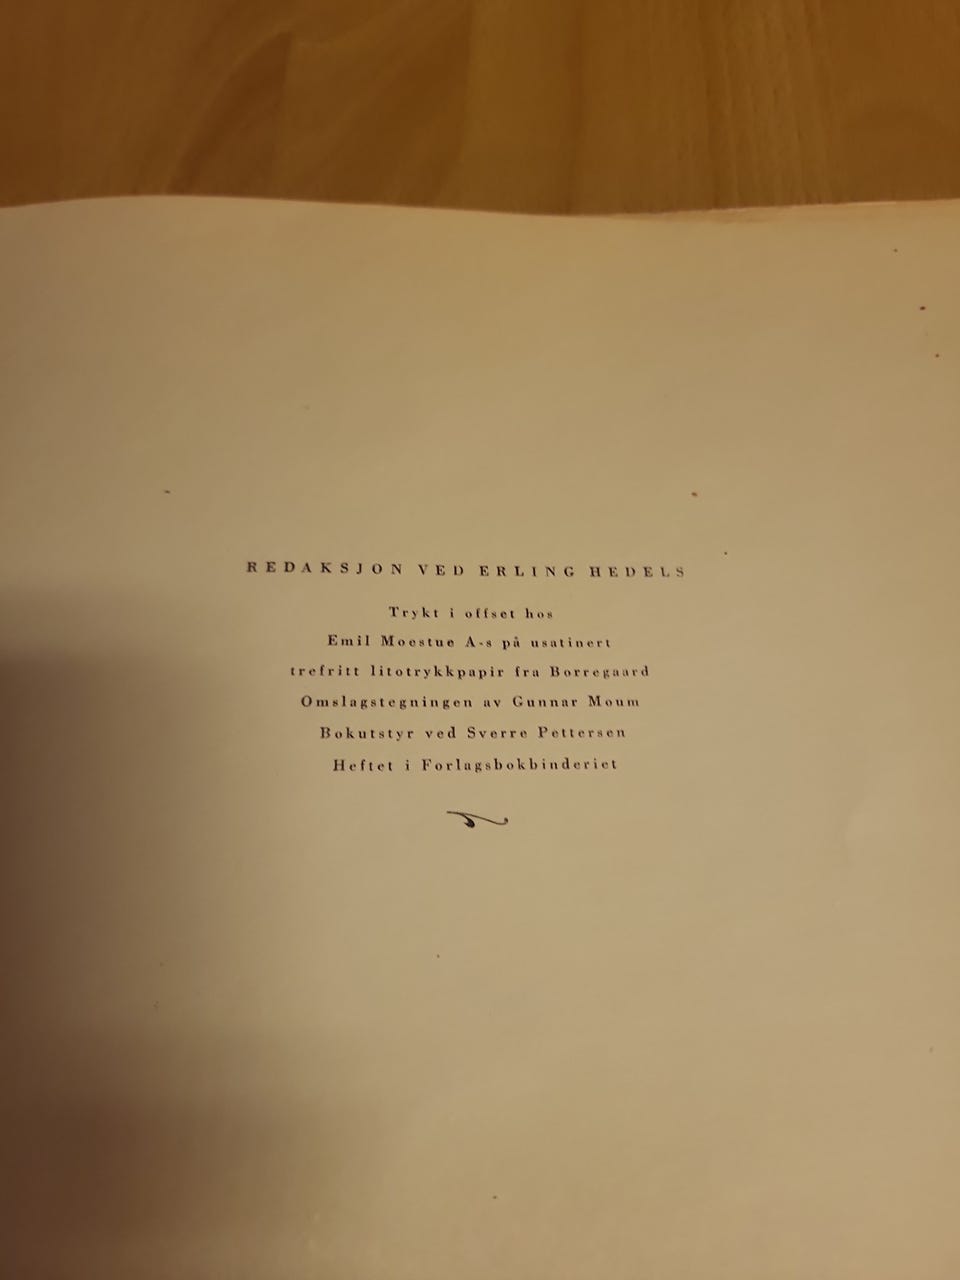 REDAKSJON VED ERLING HEDELS
Trykt i offset hos
Emil Moestue A-s på usatinert
trefritt litotrykkpapir fra Borregaard
Omslagstegningen av Gunnar Moum
Bokutstyr ved Sverre Pettersen
Heftet i Forlagsbokbinderiet